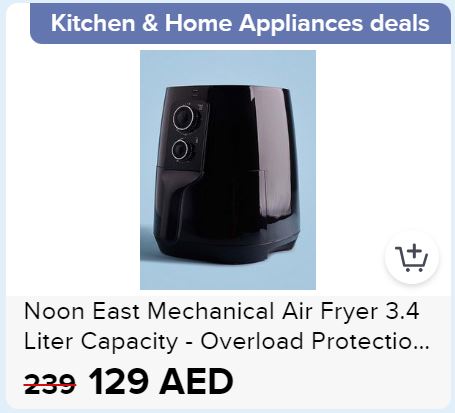 Kitchen & Home Appliances deals
Noon East Mechanical Air Fryer 3.4
Liter Capacity - Overload Protectio...
239 129 AED